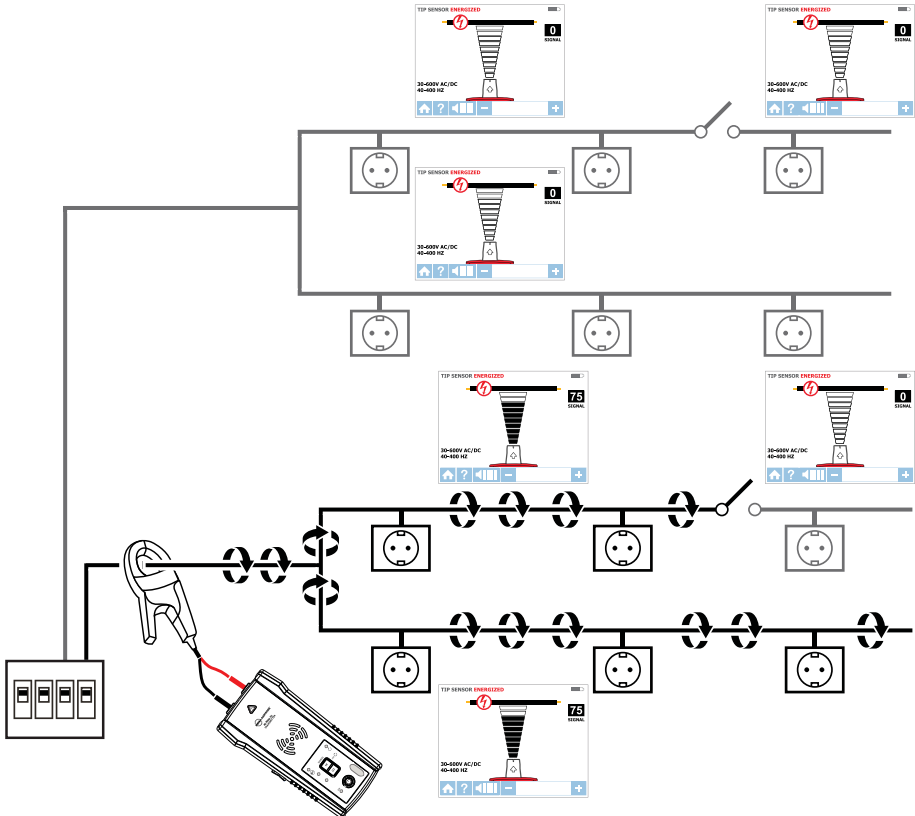 TIP SENSOR ENERGIZED
0
SIGNAL
30-600V AC/DC
40-400 HZ
?
TIP SENSOR ENERGIZED
0
SIGNAL
30-600V AC/DC
40-400 HZ
?
TIP SENSOR ENERGIZED
0
SIGNAL
30-600V AC/DC
40-400 HZ
?
TIP SENSOR ENERGIZED
75
SIGNAL
30-600V AC/DC
40-400 HZ
?
TIP SENSOR ENERGIZED
0
SIGNAL
30-600V AC/DC
40-400 HZ
?
TIP SENSOR ENERGIZED
75
SIGNAL
30-600V AC/DC
40-400 HZ
?